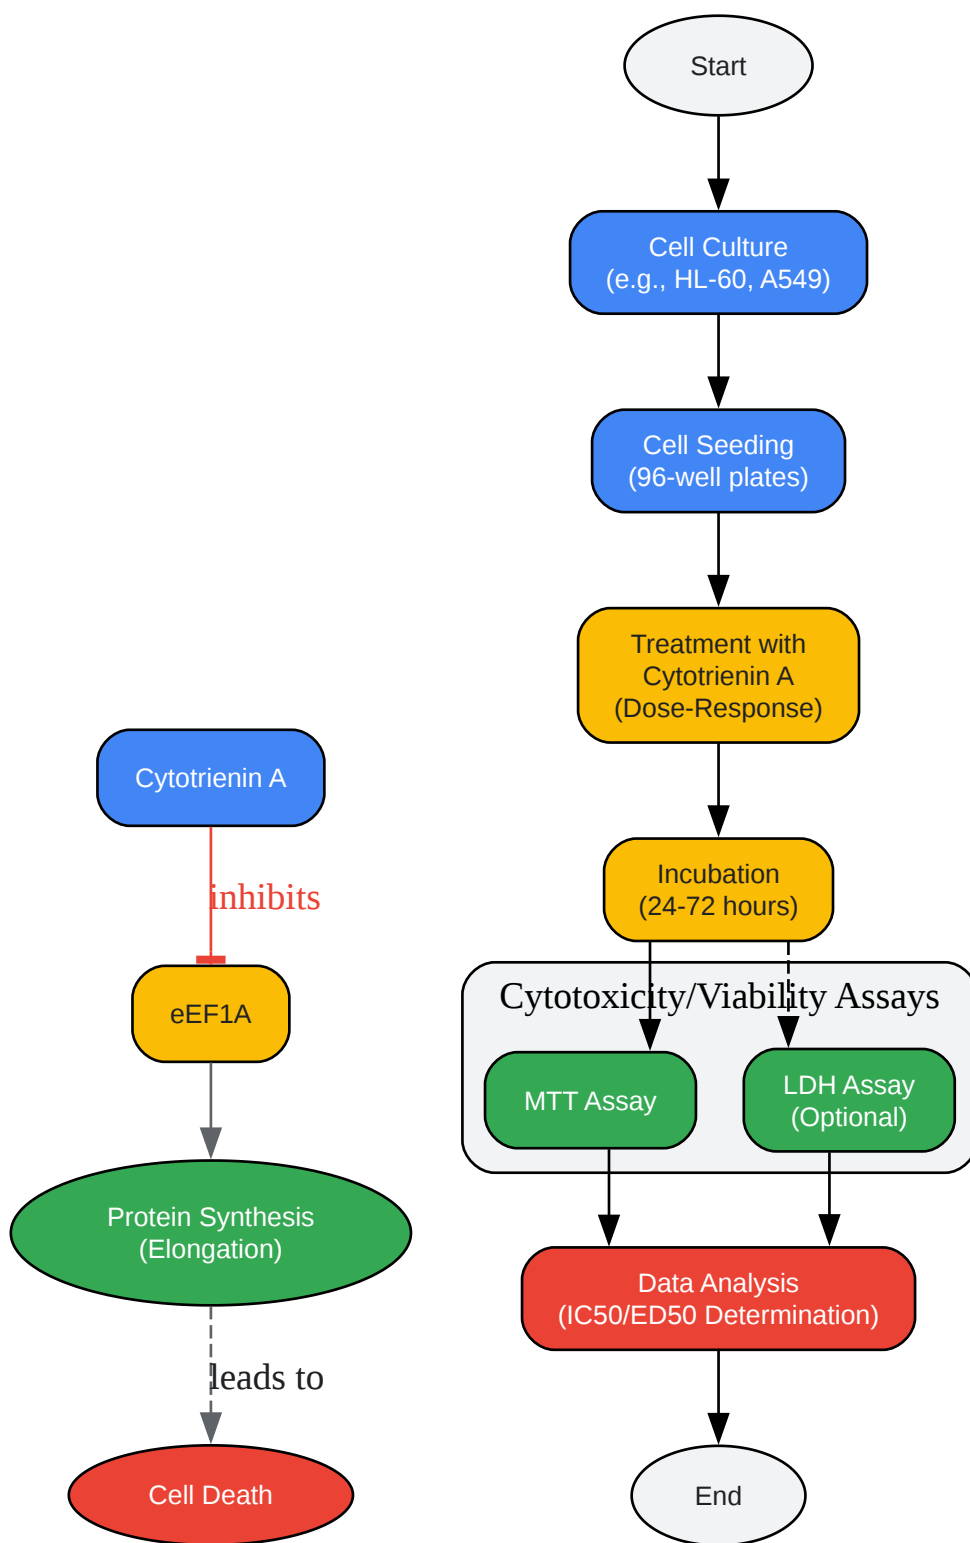 Start
Cell Culture
(e.g., HL-60, A549)
Cell Seeding
(96-well plates)
Treatment with
Cytotrienin A
(Dose-Response)
Incubation
(24-72 hours)
Cytotoxicity/Viability Assays
MTT Assay
LDH Assay
(Optional)
Data Analysis
(IC50/ED50 Determination)
End
Cytotrienin A
inhibits
eEF1A
Protein Synthesis
(Elongation)
leads to
Cell Death